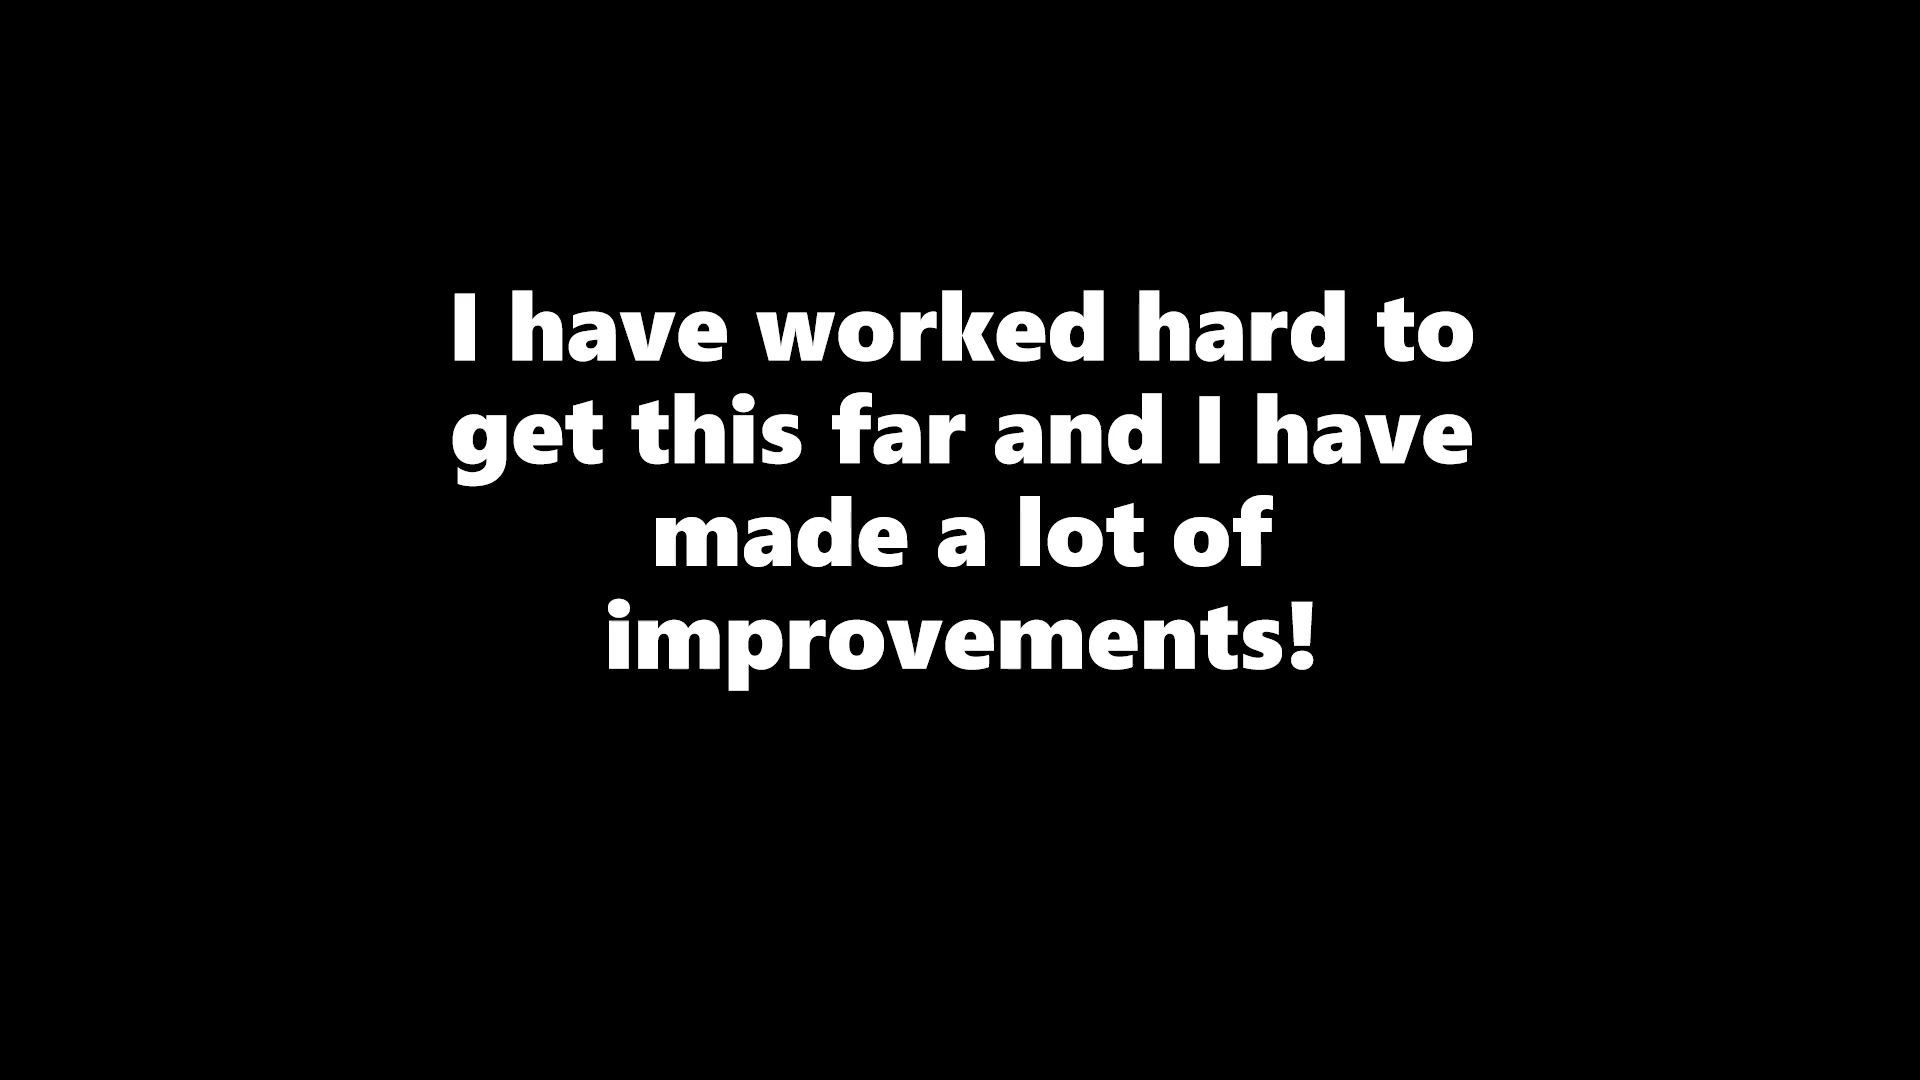 I have worked hard to
get this far and I have
made a lot of
improvements!